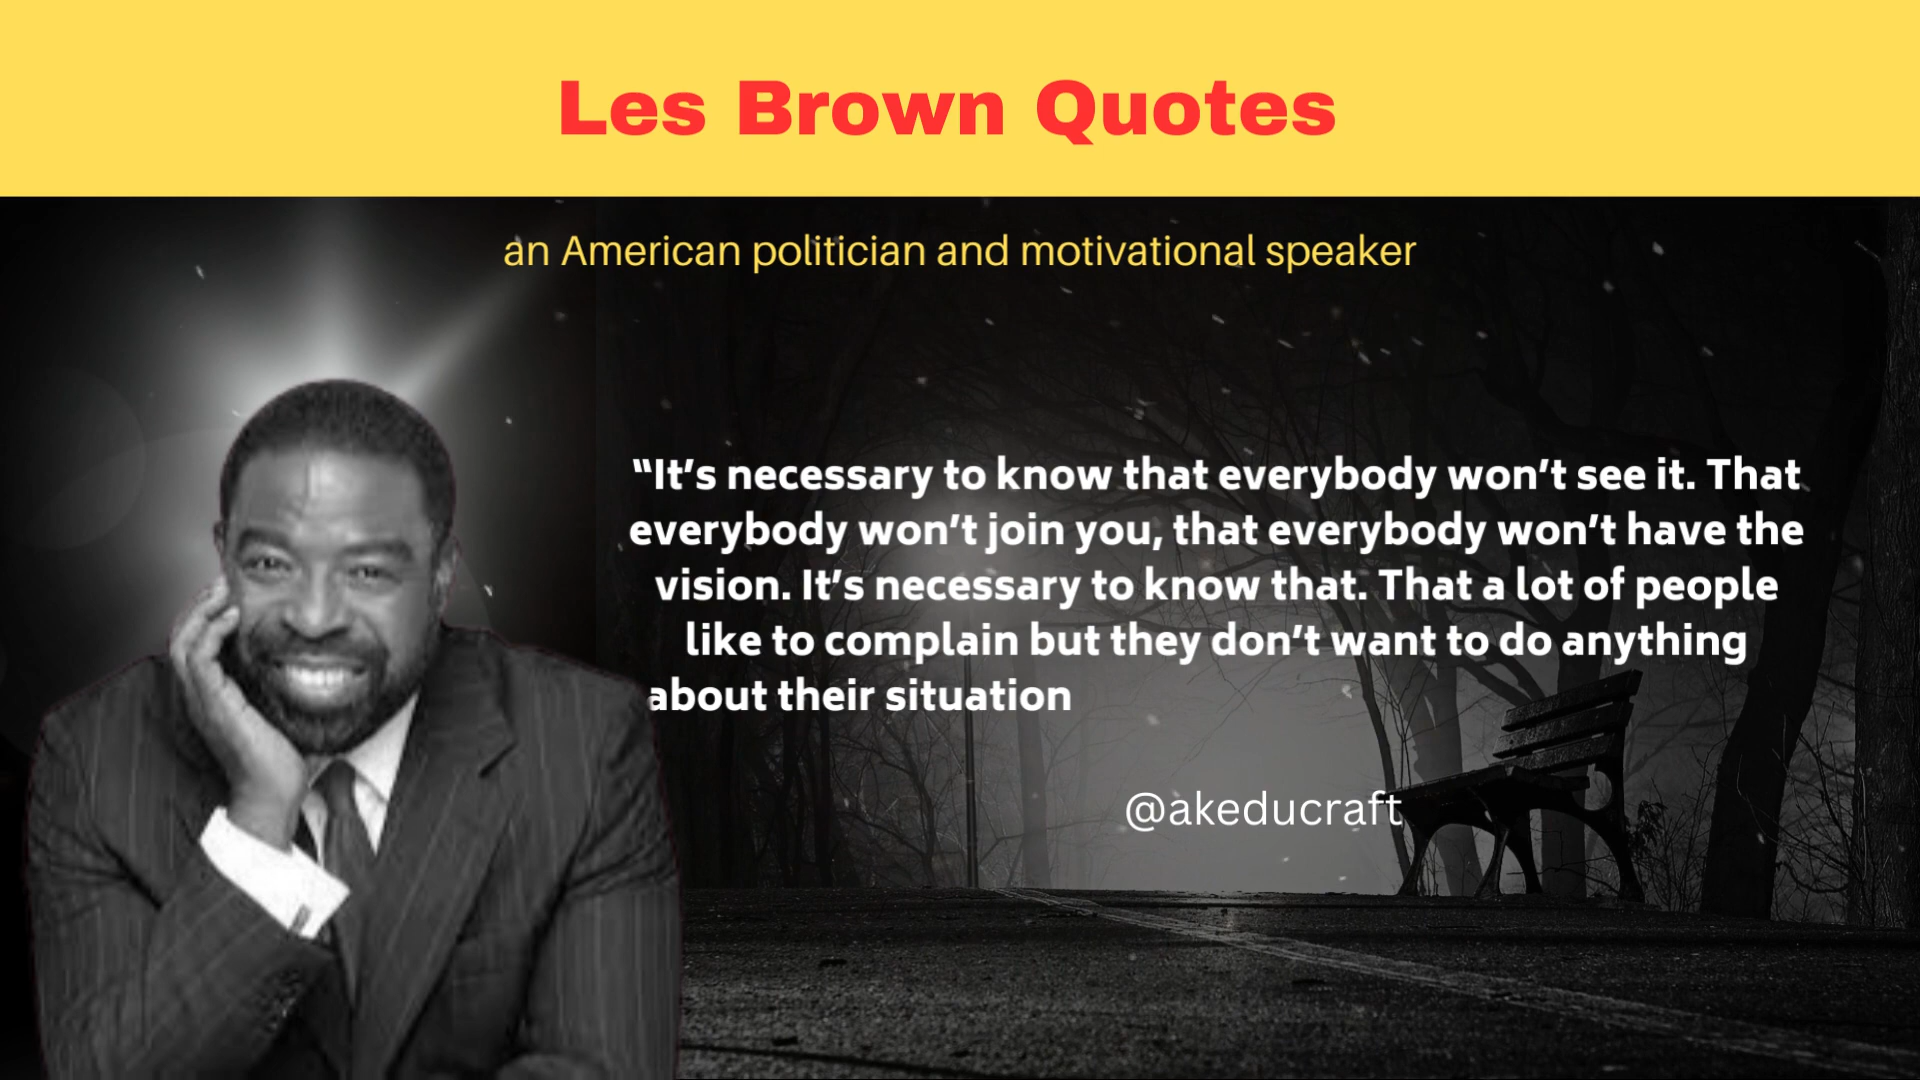 Les Brown Quotes
an American politician and motivational speaker
“It’s necessary to know that everybody won’t see it. That
everybody won’t join you, that everybody won’t have the
vision. It’s necessary to know that. That a lot of people
like to complain but they don’t want to do anything
about their situation
@akeducraft